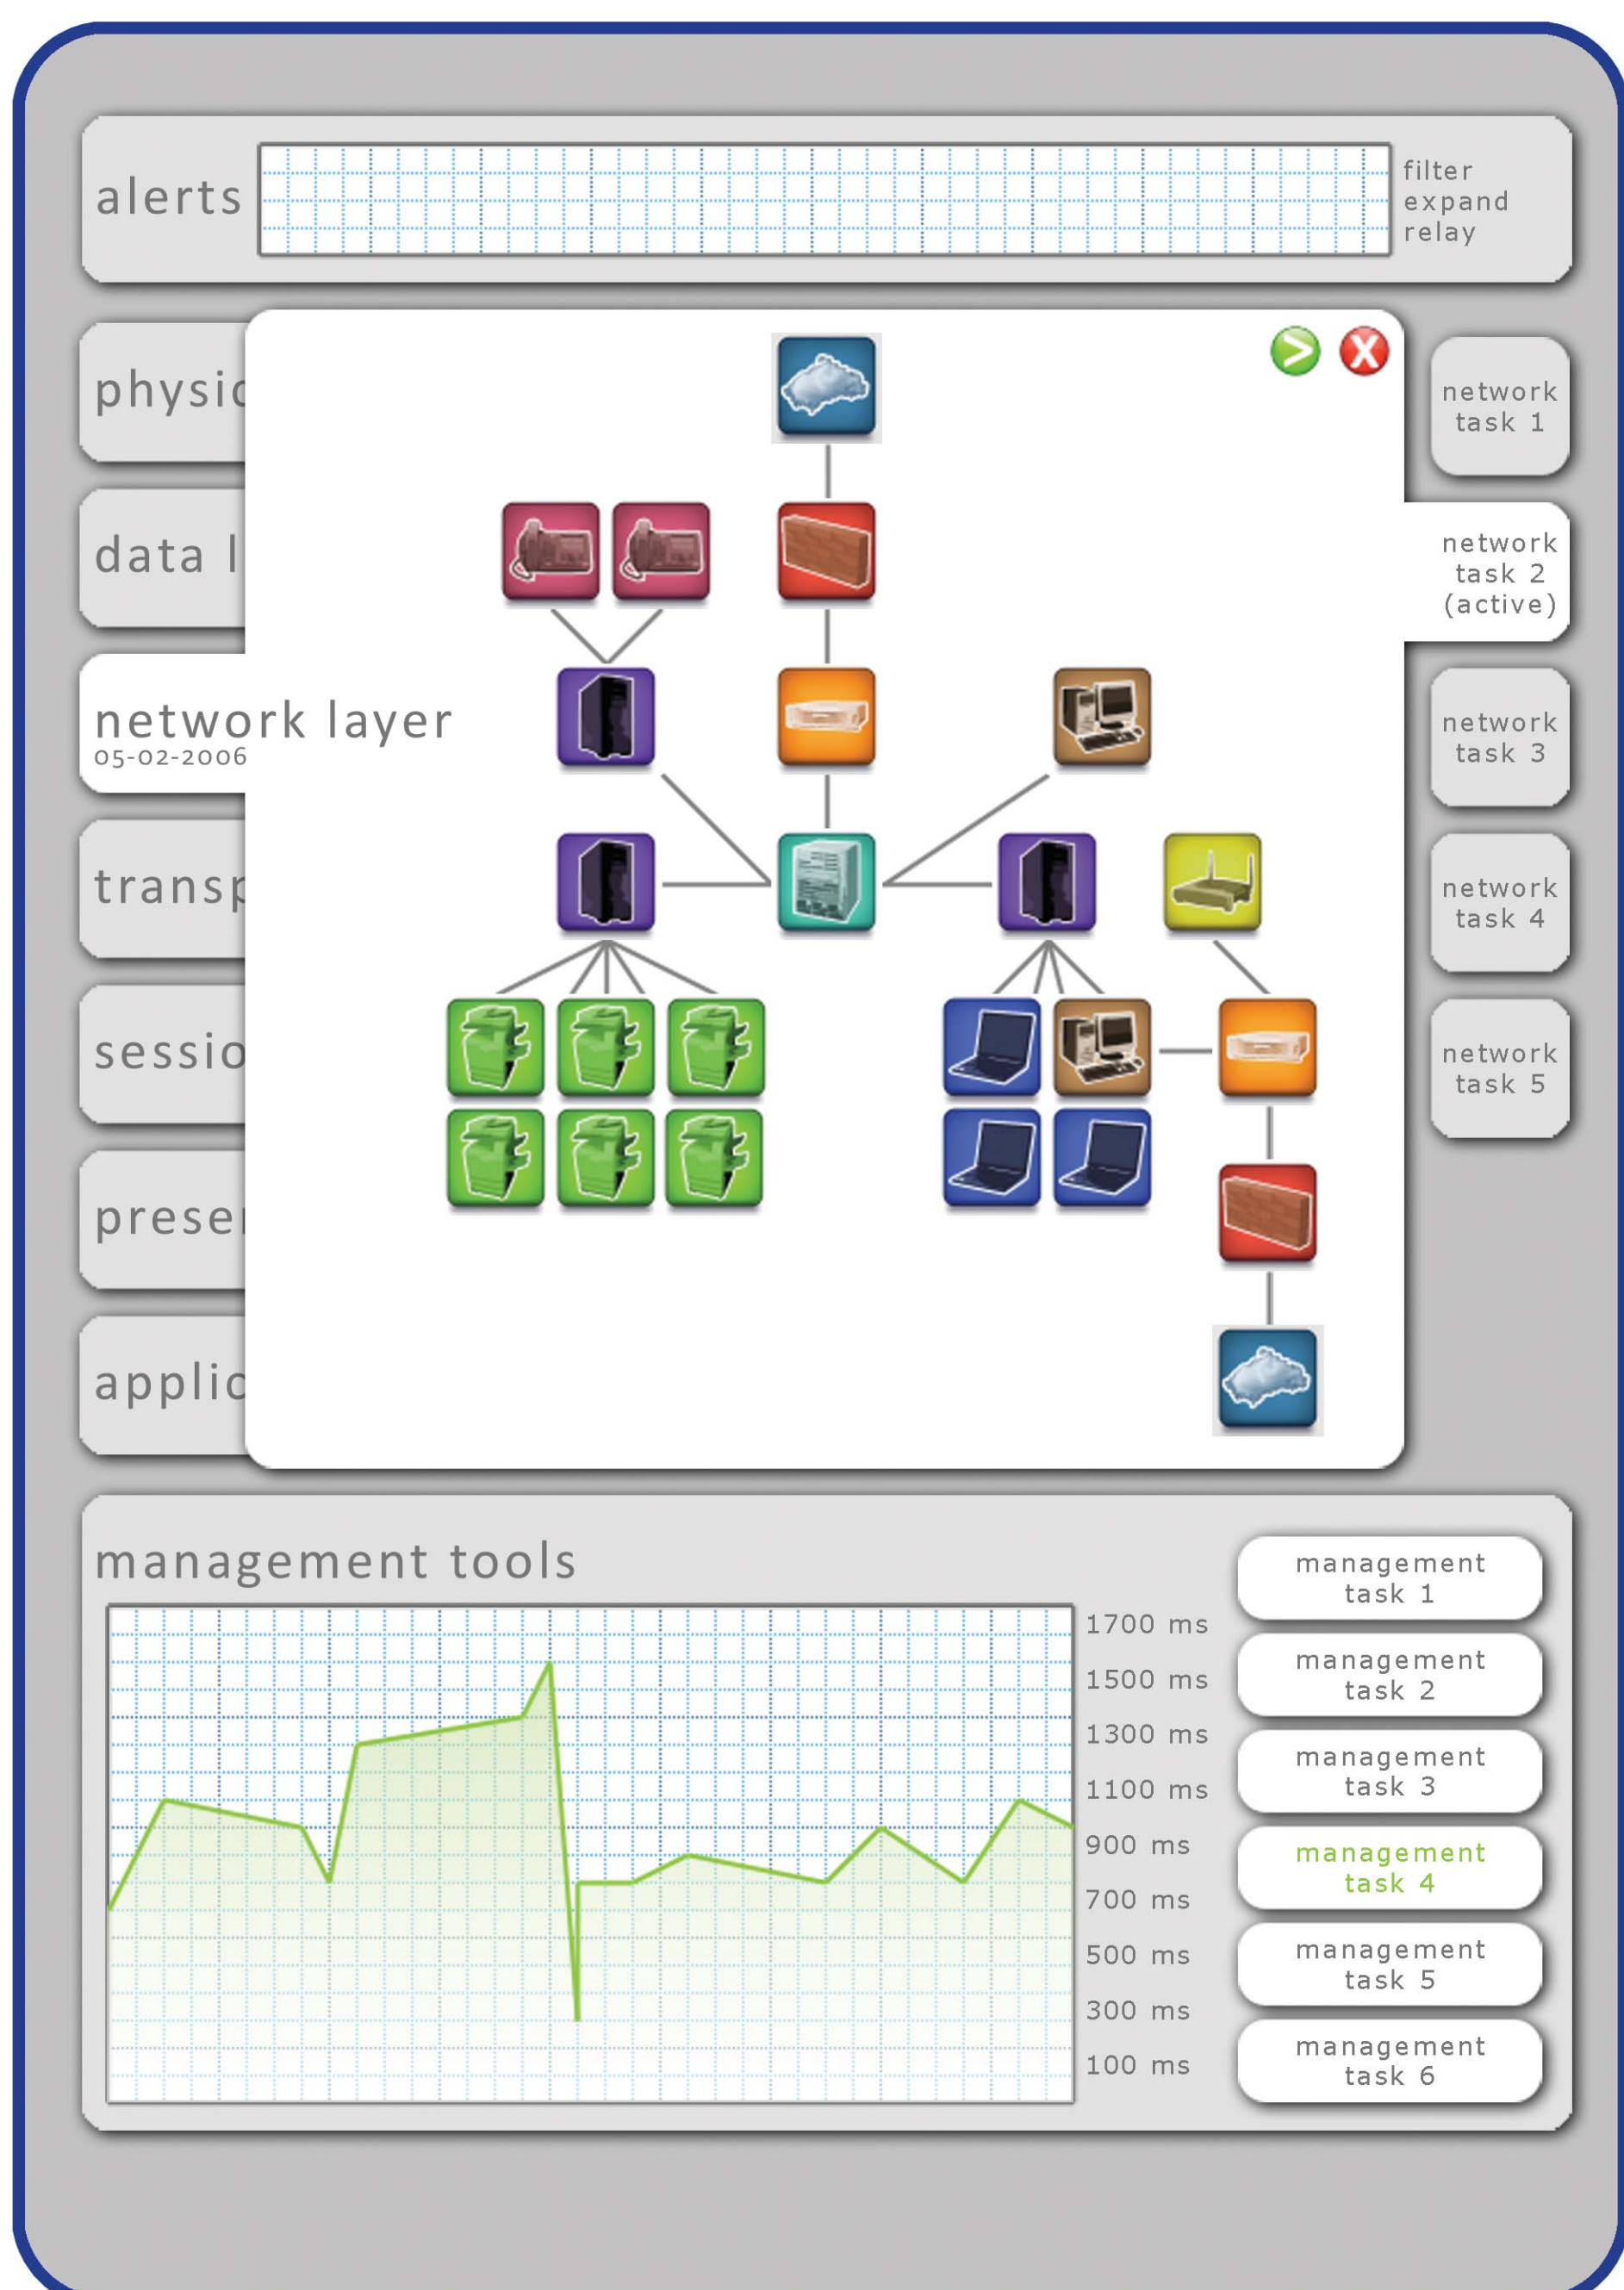 alerts
filter
expand
relay
physic
data l
network layer
05-02-2006
transp
sessio
prese
applic
network
task 1
network
task 2
(active)
network
task 3
network
task 4
network
task 5
management tools
1700 ms
1500 ms
1300 ms
1100 ms
900 ms
700 ms
500 ms
300 ms
100 ms
management
task 1
management
task 2
management
task 3
management
task 4
management
task 5
management
task 6